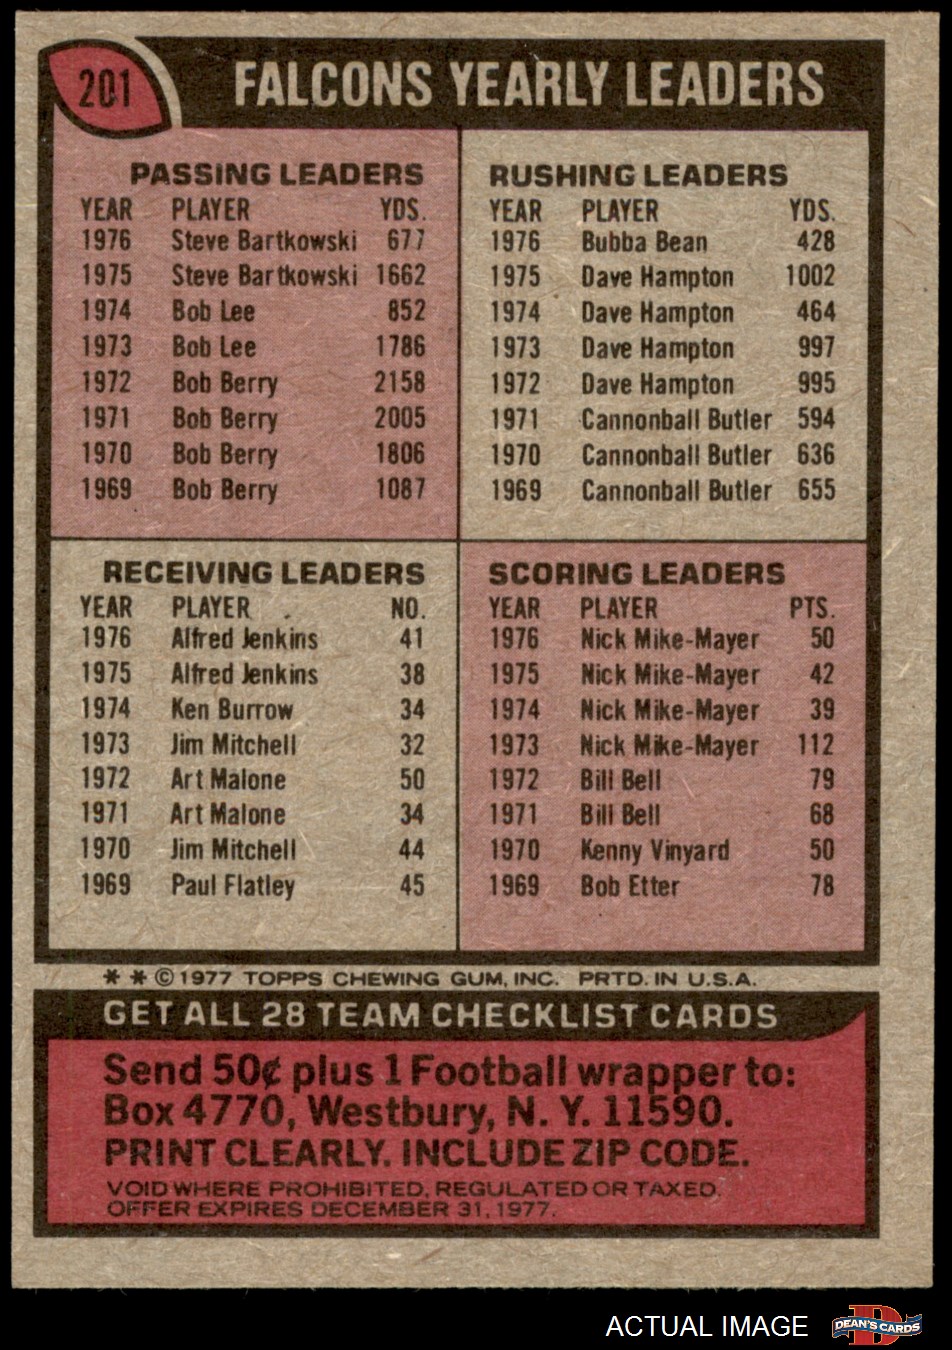 201
FALCONS YEARLY LEADERS
PASSING LEADERS
YEAR PLAYER YDS.
1976 Steve Bartkowski 677
1975 Steve Bartkowski 1662
1974 Bob Lee 852
1973 Bob Lee 1786
1972 Bob Berry 2158
1971 Bob Berry 2005
1970 Bob Berry 1806
1969 Bob Berry 1087
RUSHING LEADERS
YEAR PLAYER YDS.
1976 Bubba Bean 428
1975 Dave Hampton 1002
1974 Dave Hampton 464
1973 Dave Hampton 997
1972 Dave Hampton 995
1971 Cannonball Butler 594
1970 Cannonball Butler 636
1969 Cannonball Butler 655
RECEIVING LEADERS
YEAR PLAYER NO.
1976 Alfred Jenkins 41
1975 Alfred Jenkins 38
1974 Ken Burrow 34
1973 Jim Mitchell 32
1972 Art Malone 50
1971 Art Malone 34
1970 Jim Mitchell 44
1969 Paul Flatley 45
SCORING LEADERS
YEAR PLAYER PTS.
1976 Nick Mike-Mayer 50
1975 Nick Mike-Mayer 42
1974 Nick Mike-Mayer 39
1973 Nick Mike-Mayer 112
1972 Bill Bell 79
1971 Bill Bell 68
1970 Kenny Vinyard 50
1969 Bob Etter 78
* * © 1977 TOPPS CHEWING GUM, INC. PRTD. IN U.S.A.
GET ALL 28 TEAM CHECKLIST CARDS
Send 50¢ plus 1 Football wrapper to:
Box 4770, Westbury, N. Y. 11590.
PRINT CLEARLY. INCLUDE ZIP CODE.
VOID WHERE PROHIBITED, REGULATED OR TAXED.
OFFER EXPIRES DECEMBER 31, 1977.
ACTUAL IMAGE
D
DEAN'S CARDS